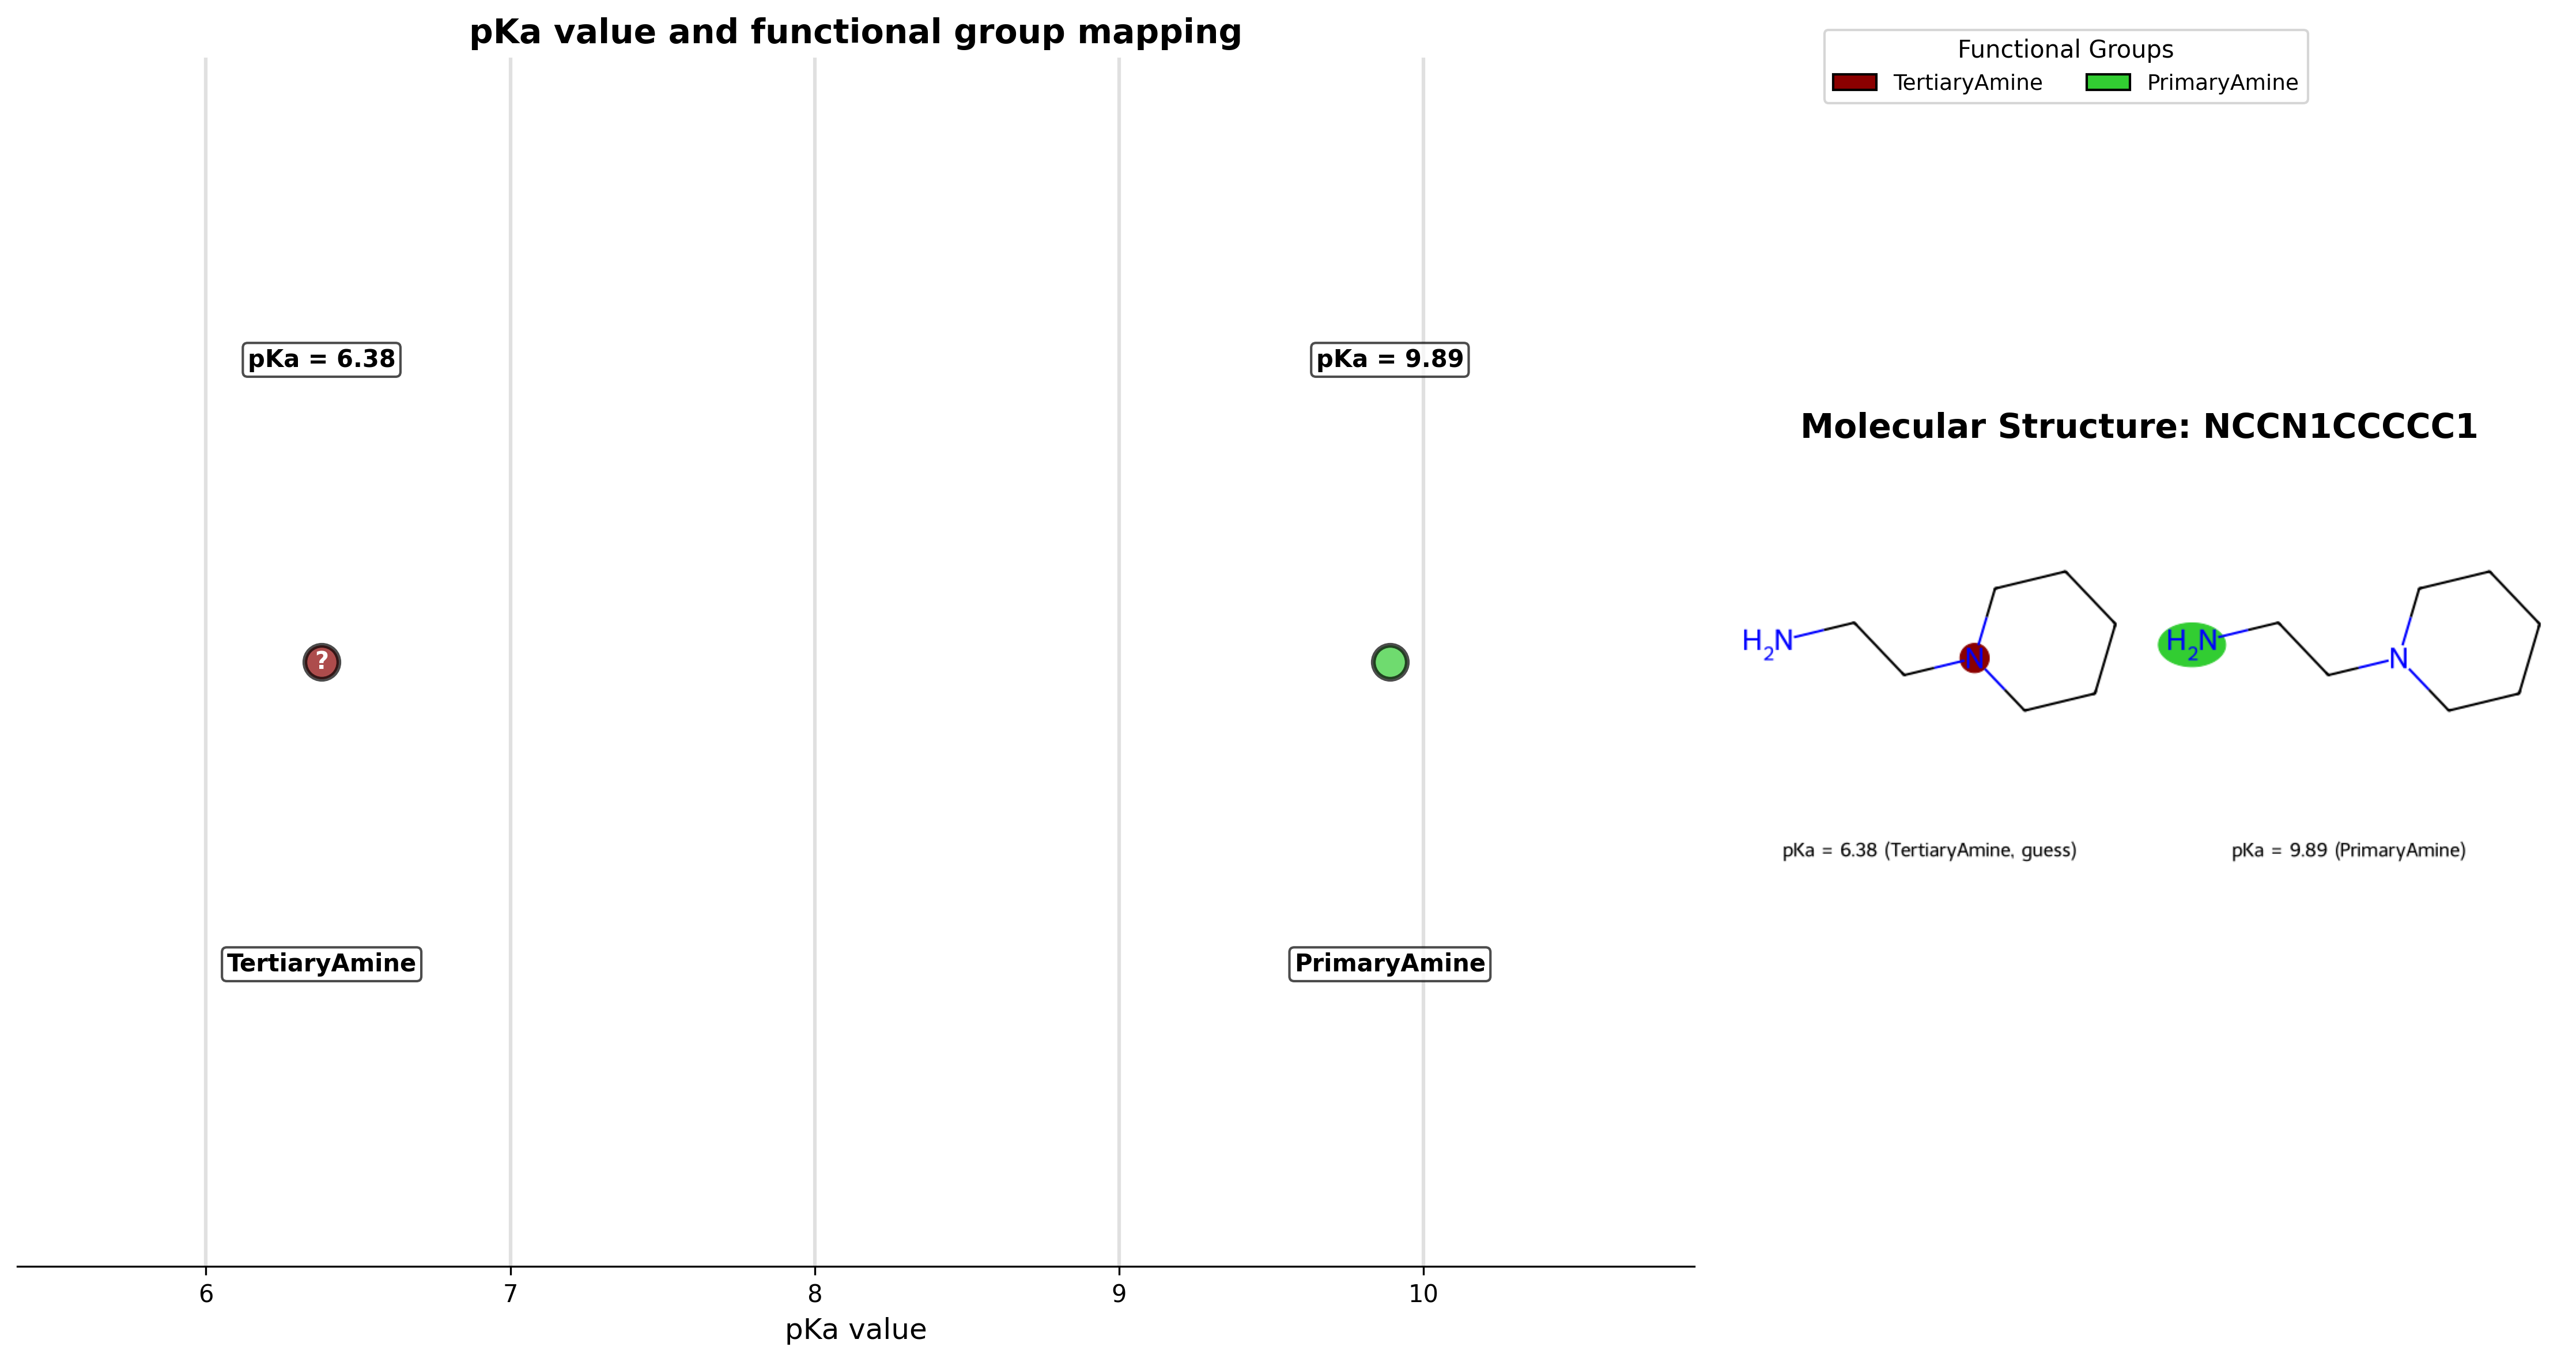 pKa value and functional group mapping
pKa = 6.38
pKa = 9.89
?
TertiaryAmine
PrimaryAmine
6 7 8 9 10
pKa value
Functional Groups
TertiaryAmine PrimaryAmine
Molecular Structure: NCCN1CCCCC1
H2N N
H2N N
pKa = 6.38 (TertiaryAmine, guess)
pKa = 9.89 (PrimaryAmine)